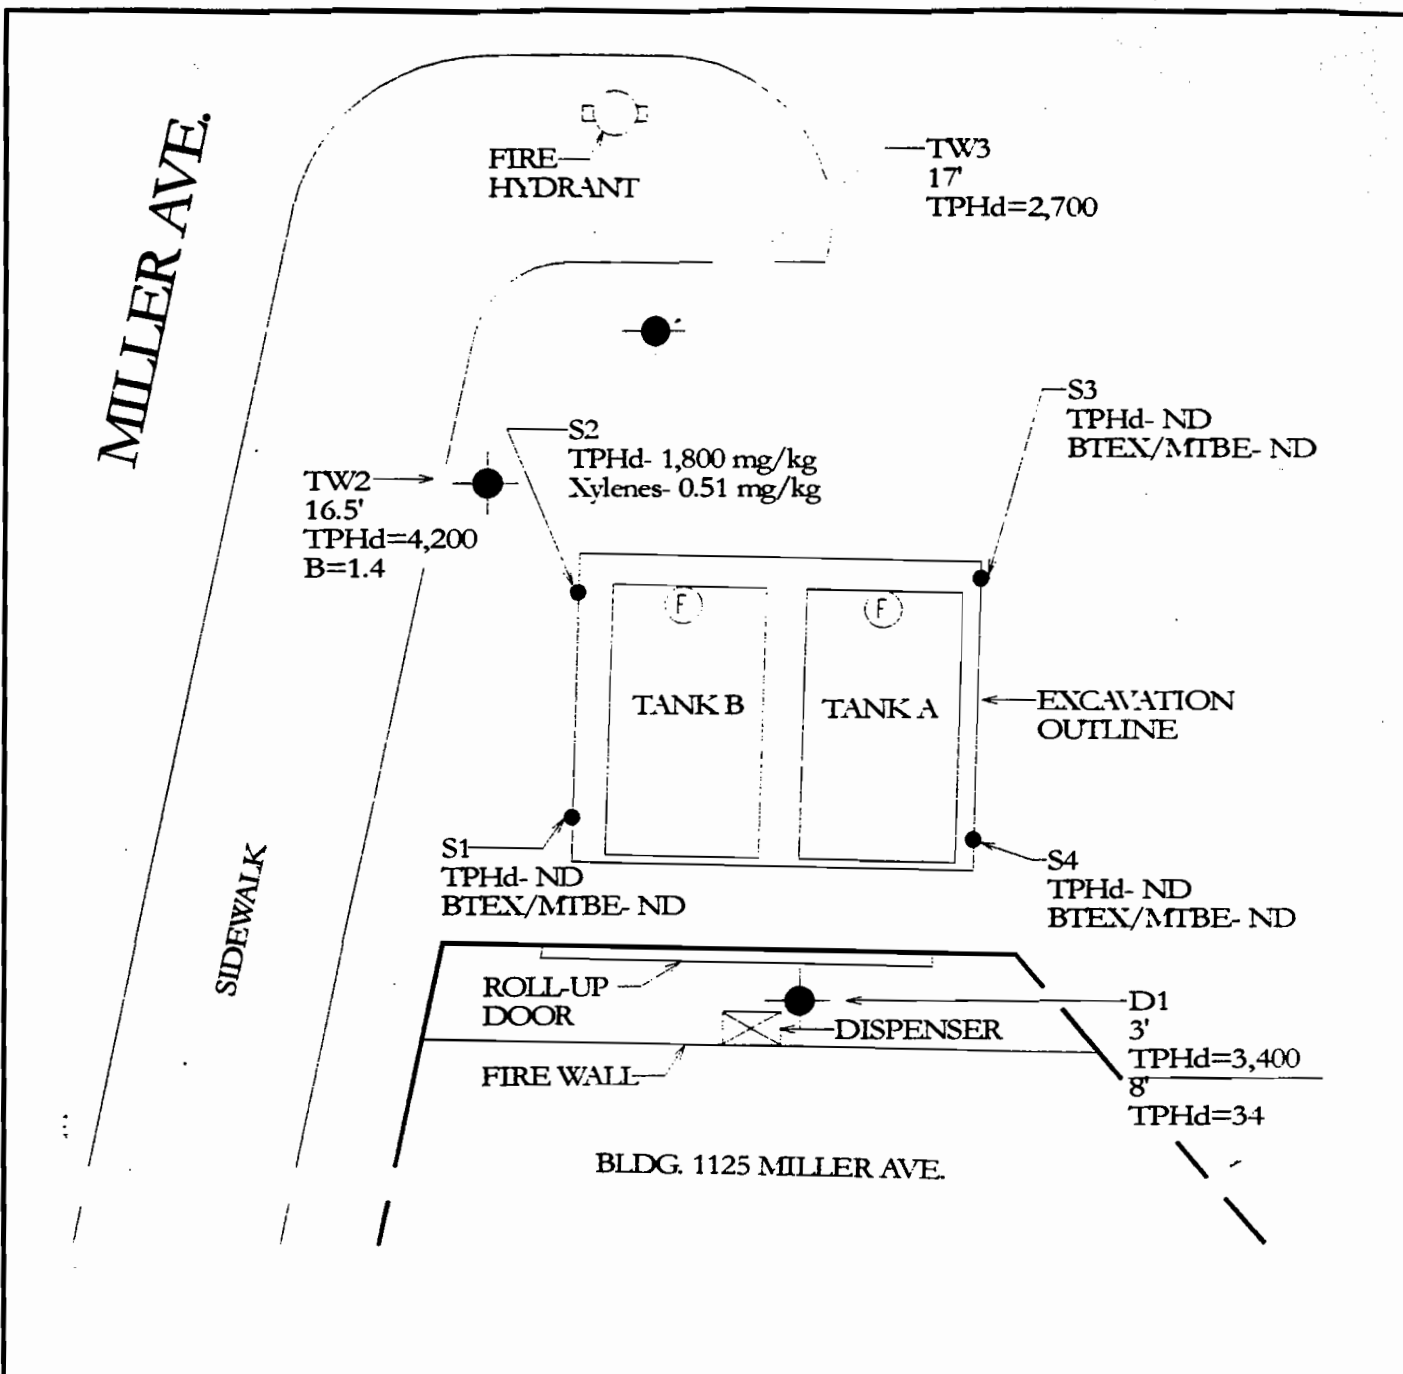 MILLER AVE.
FIRE
HYDRANT
TW3
17'
TPHd=2,700
S3
TPHd- ND
BTEX/MTBE- ND
S2
TPHd- 1,800 mg/kg
Xylenes- 0.51 mg/kg
TW2
16.5'
TPHd=4,200
B=1.4
F
F
TANK B
TANK A
EXCAVATION
OUTLINE
S1
TPHd- ND
BTEX/MTBE- ND
S4
TPHd- ND
BTEX/MTBE- ND
SIDEWALK
ROLL-UP
DOOR
D1
3'
TPHd=3,400
8'
TPHd=34
DISPENSER
FIRE WALL
BLDG. 1125 MILLER AVE.